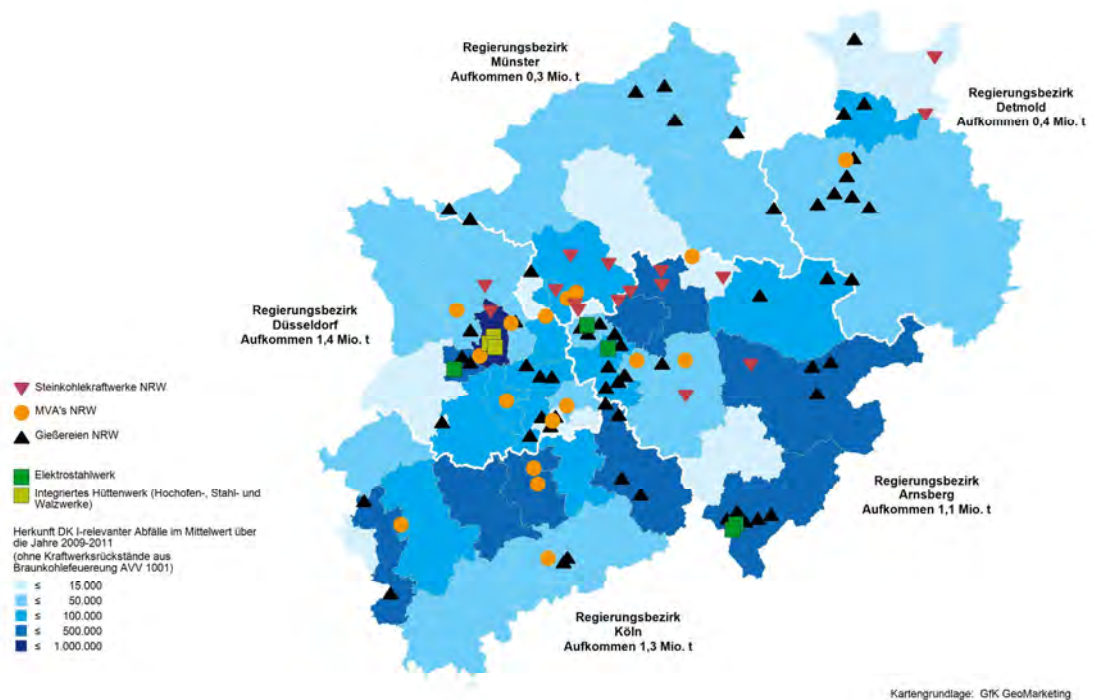 Regierungsbezirk
Münster
Aufkommen 0,3 Mio. t
Regierungsbezirk
Detmold
Aufkommen 0,4 Mio. t
Regierungsbezirk
Düsseldorf
Aufkommen 1,4 Mio. t
Steinkohlekraftwerke NRW
MVA's NRW
Gießereien NRW
Elektrostahlwerk
Integriertes Hüttenwerk (Hochofen-, Stahl- und
Walzwerke)
Regierungsbezirk
Arnsberg
Aufkommen 1,1 Mio. t
Herkunft DK I-relevanter Abfälle im Mittelwert über
die Jahre 2009-2011
(ohne Kraftwerksrückstände aus
Braunkohlefeuereung AVV 1001)
≤ 15.000
≤ 50.000
≤ 100.000
≤ 500.000
≤ 1.000.000
Regierungsbezirk
Köln
Aufkommen 1,3 Mio. t
Kartengrundlage: GfK GeoMarketing